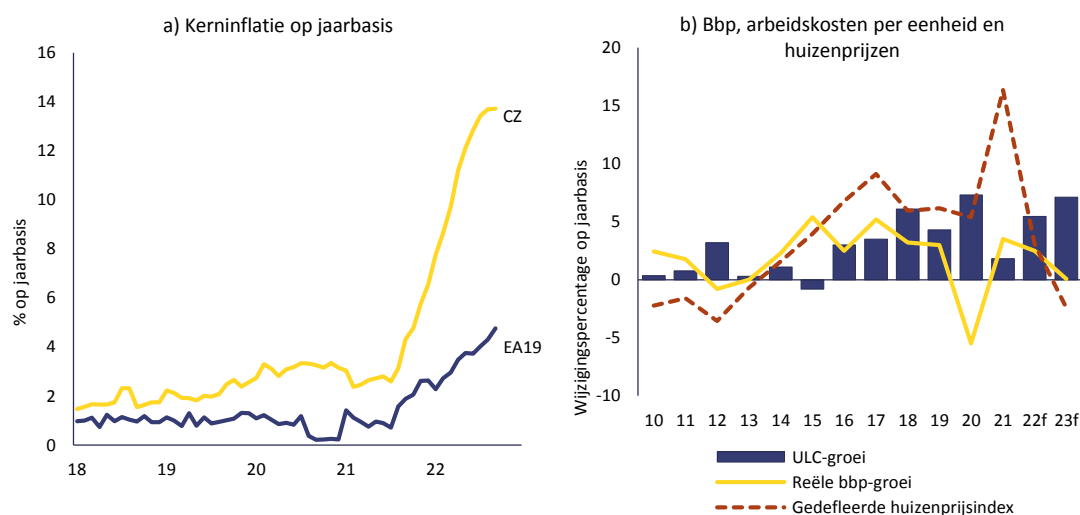 a) Kerninflatie op jaarbasis
% op jaarbasis
16
14
12
10
8
6
4
2
0
CZ
EA19
18 19 20 21 22
b) Bbp, arbeidskosten per eenheid en
huizenprijzen
Wijzigingspercentage op jaarbasis
20
15
10
5
0
-5
-10
10 11 12 13 14 15 16 17 18 19 20 21 22f 23f
ULC-groei
Reële bbp-groei
Gedefleerde huizenprijsindex